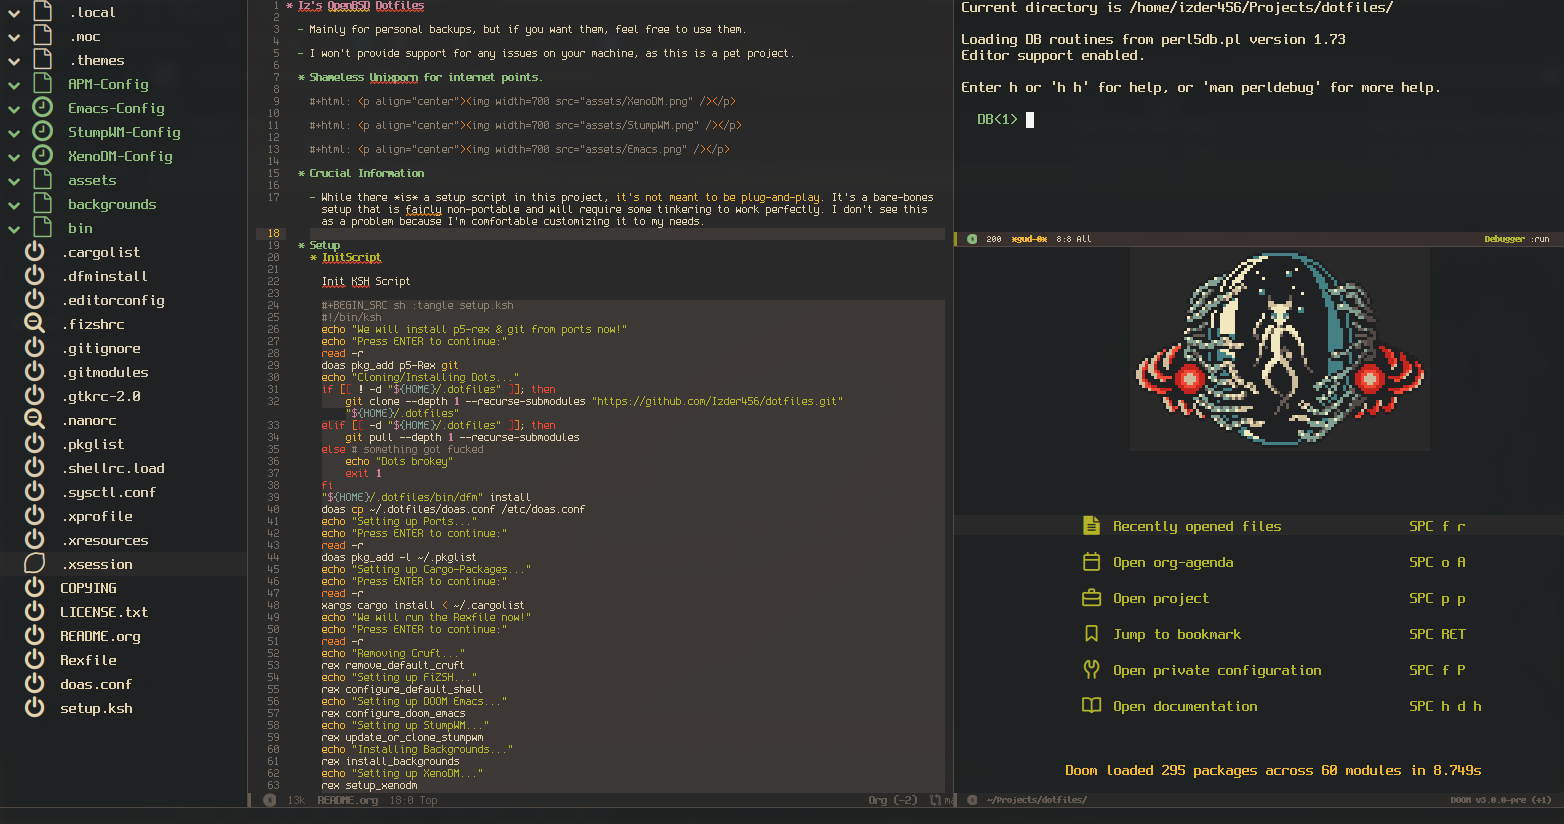 .local
.moc
.themes
APM-Config
Emacs-Config
StumpWM-Config
XenoDM-Config
assets
backgrounds
bin
.cargolist
.dfminstall
.editorconfig
.fizshrc
.gitignore
.gitmodules
.gtkrc-2.0
.nanorc
.pkglist
.shellrc.load
.sysctl.conf
.xprofile
.xresources
.xsession
COPYING
LICENSE.txt
README.org
Rexfile
doas.conf
setup.ksh
1 * Iz's OpenBSD Dotfiles
2
3 - Mainly for personal backups, but if you want them, feel free to use them.
4
5 - I won't provide support for any issues on your machine, as this is a pet project.
6
7 * Shameless Unixporn for internet points.
8
9 #+html: <p align="center"><img width=700 src="assets/XenoDM.png" /></p>
10
11 #+html: <p align="center"><img width=700 src="assets/StumpWM.png" /></p>
12
13 #+html: <p align="center"><img width=700 src="assets/Emacs.png" /></p>
14
15 * Crucial Information
16
17 - While there *is* a setup script in this project, it's not meant to be plug-and-play. It's a bare-bones
setup that is fairly non-portable and will require some tinkering to work perfectly. I don't see this
as a problem because I'm comfortable customizing it to my needs.
18
19 * Setup
20 * InitScript
21
22 Init KSH Script
23
24 #+BEGIN_SRC sh :tangle setup.ksh
25 #!/bin/ksh
26 echo "We will install p5-rex & git from ports now!"
27 echo "Press ENTER to continue:"
28 read -r
29 doas pkg_add p5-Rex git
30 echo "Cloning/Installing Dots..."
31 if [[ ! -d "${HOME}/.dotfiles" ]]; then
32 git clone --depth 1 --recurse-submodules "https://github.com/Izder456/dotfiles.git"
"${HOME}/.dotfiles"
33 elif [[ -d "${HOME}/.dotfiles" ]]; then
34 git pull --depth 1 --recurse-submodules
35 else # something got fucked
36 echo "Dots brokey"
37 exit 1
38 fi
39 "${HOME}/.dotfiles/bin/dfm" install
40 doas cp ~/.dotfiles/doas.conf /etc/doas.conf
41 echo "Setting up Ports..."
42 echo "Press ENTER to continue:"
43 read -r
44 doas pkg_add -l ~/.pkglist
45 echo "Setting up Cargo-Packages..."
46 echo "Press ENTER to continue:"
47 read -r
48 xargs cargo install < ~/.cargolist
49 echo "We will run the Rexfile now!"
50 echo "Press ENTER to continue:"
51 read -r
52 echo "Removing Cruft..."
53 rex remove_default_cruft
54 echo "Setting up FiZSH..."
55 rex configure_default_shell
56 echo "Setting up DOOM Emacs..."
57 rex configure_doom_emacs
58 echo "Setting up StumpWM..."
59 rex update_or_clone_stumpwm
60 echo "Installing Backgrounds..."
61 rex install_backgrounds
62 echo "Setting up XenoDM..."
63 rex setup_xenodm
13k README.org 18:0 Top Org (-2)
Current directory is /home/izder456/Projects/dotfiles/
Loading DB routines from perl5db.pl version 1.73
Editor support enabled.
Enter h or 'h h' for help, or 'man perldebug' for more help.
DB<1>
200 *xgud-0x* 8:8 All Debugger :run
Recently opened files SPC f r
Open org-agenda SPC o A
Open project SPC p p
Jump to bookmark SPC RET
Open private configuration SPC f P
Open documentation SPC h d h
Doom loaded 295 packages across 60 modules in 8.749s
~/Projects/dotfiles/ DOOM v3.0.0-pre (+1)